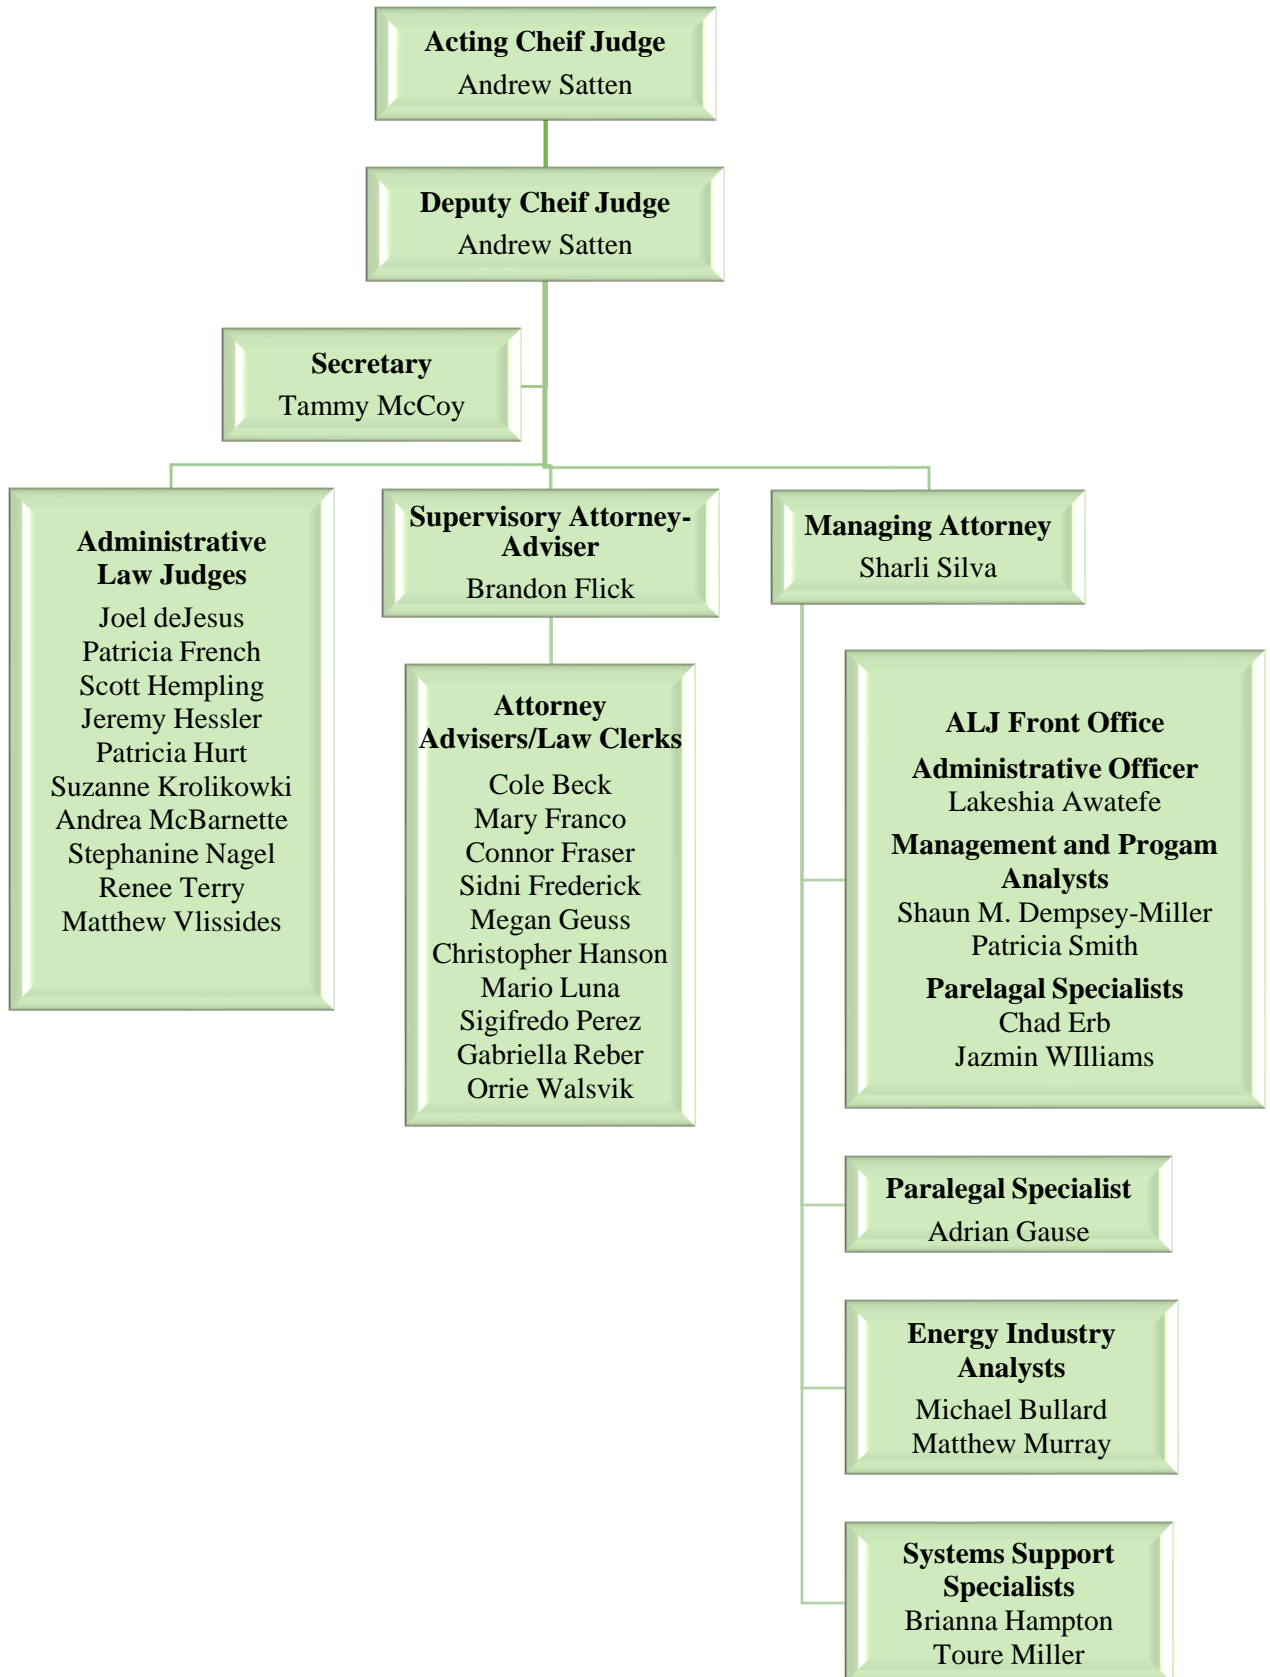 Acting Cheif Judge
Andrew Satten
Deputy Cheif Judge
Andrew Satten
Secretary
Tammy McCoy
Administrative
Law Judges
Joel deJesus
Patricia French
Scott Hempling
Jeremy Hessler
Patricia Hurt
Suzanne Krolikowki
Andrea McBarnette
Stephanine Nagel
Renee Terry
Matthew Vlissides
Supervisory Attorney-
Adviser
Brandon Flick
Attorney
Advisers/Law Clerks
Cole Beck
Mary Franco
Connor Fraser
Sidni Frederick
Megan Geuss
Christopher Hanson
Mario Luna
Sigifredo Perez
Gabriella Reber
Orrie Walsvik
Managing Attorney
Sharli Silva
ALJ Front Office
Administrative Officer
Lakeshia Awatefe
Management and Progam
Analysts
Shaun M. Dempsey-Miller
Patricia Smith
Parelagal Specialists
Chad Erb
Jazmin WIlliams
Paralegal Specialist
Adrian Gause
Energy Industry
Analysts
Michael Bullard
Matthew Murray
Systems Support
Specialists
Brianna Hampton
Toure Miller